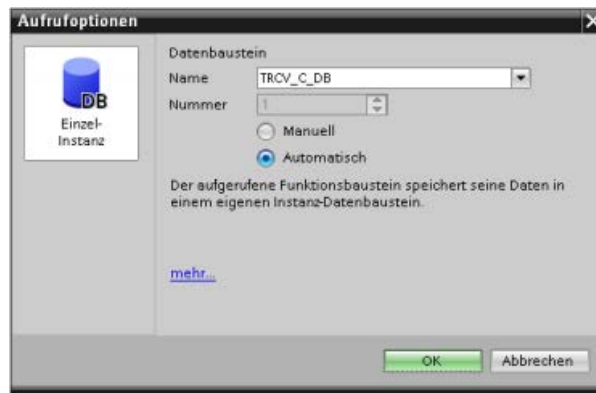 Aufrufoptionen
X
DB
Einzel-
Instanz
Datenbaustein
Name TRCV_C_DB
Nummer 1
Manuell
Automatisch
Der aufgerufene Funktionsbaustein speichert seine Daten in
einem eigenen Instanz-Datenbaustein.
mehr...
OK Abbrechen